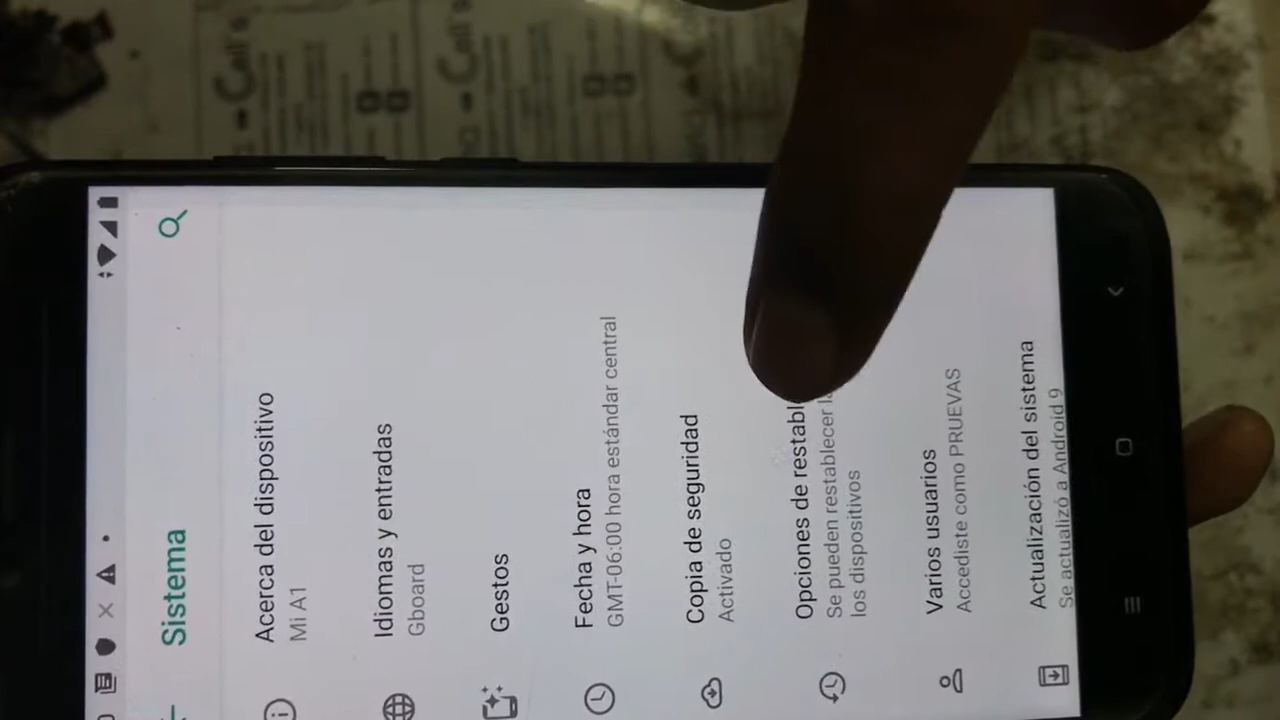 Sistema
Acerca del dispositivo
Mi A1
Idiomas y entradas
Gboard
Gestos
Fecha y hora
GMT-06:00 hora estándar central
Copia de seguridad
Activado
Opciones de
Se pueden restablecer
los dispositivos
Varios usuarios
Accediste como PRUEVAS
Actualización del sistema
Se actualizó a Android 9